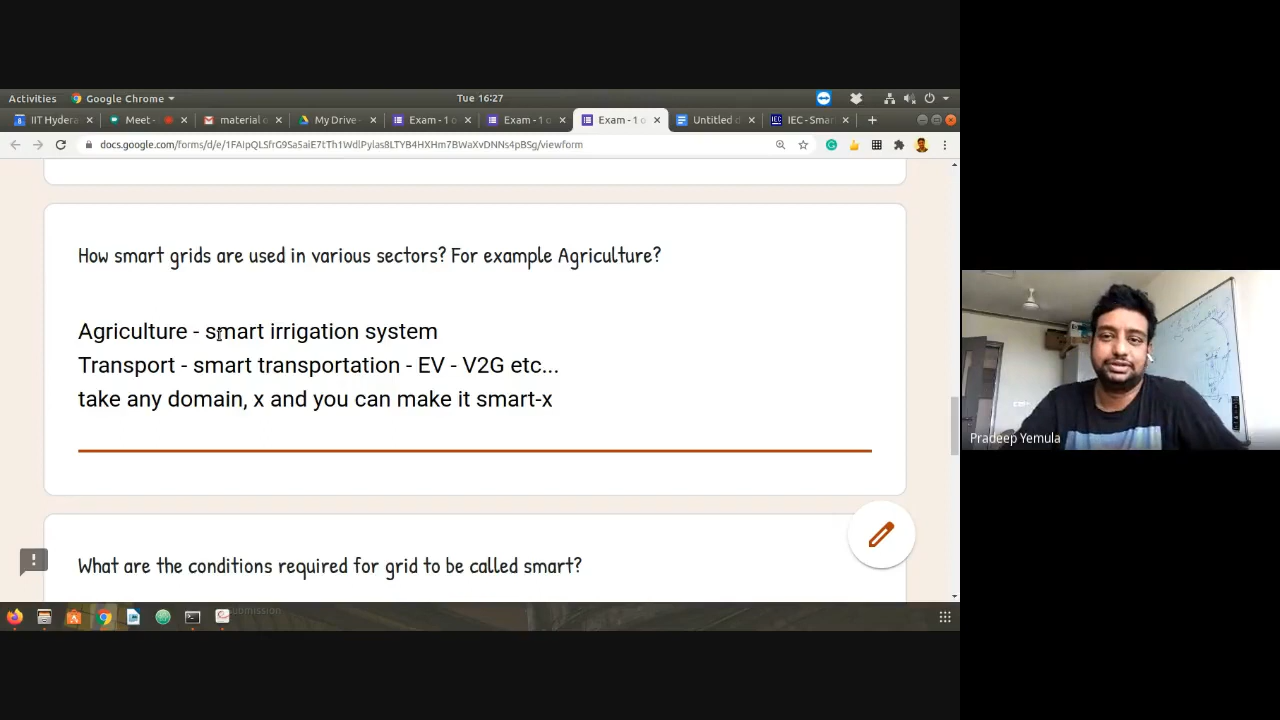 Activities Google Chrome Tue 16:27
IIT Hydera Meet - material o My Drive - Exam - 1 o Exam - 1 o Exam - 1 o Untitled d IEC - Smar
docs.google.com/forms/d/e/
How smart grids are used in various sectors? For example Agriculture?
Agriculture - smart irrigation system
Transport - smart transportation - EV - V2G etc...
take any domain, x and you can make it smart-x
What are the conditions required for grid to be called smart?
submission
Pradeep Yemula